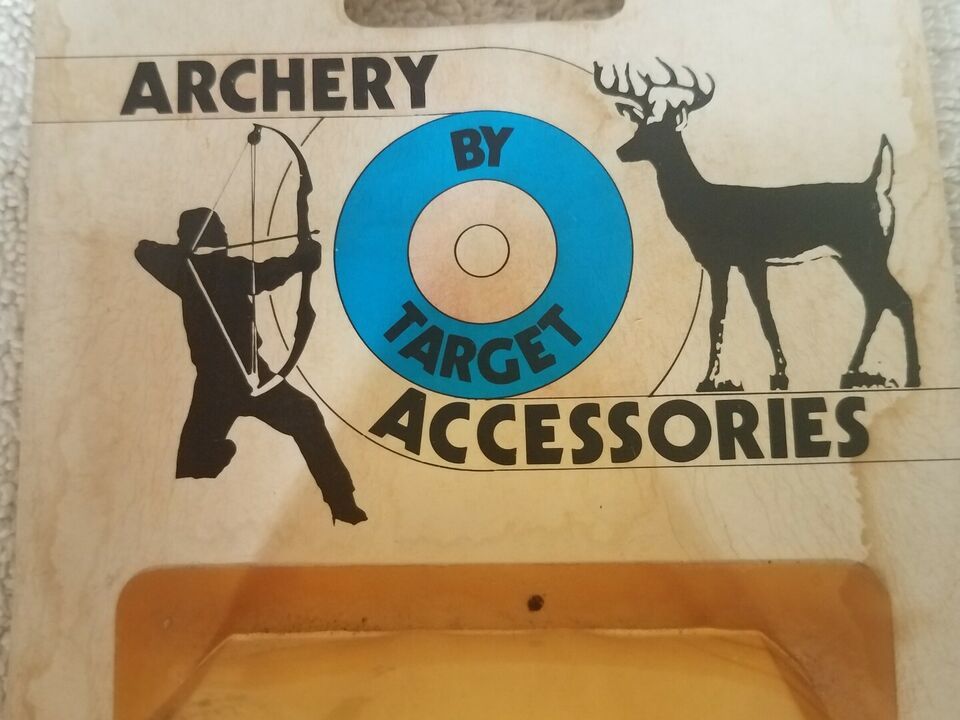 ARCHERY
BY
TARGET
ACCESSORIES